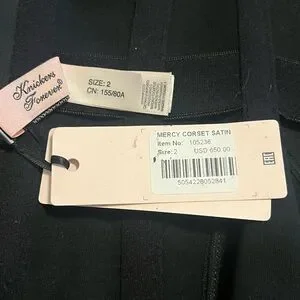 Knickers
Forever
SIZE: 2
CN: 155/80A
MERCY CORSET SATIN
Item No: 105236
Size: 2 USD 650.00
5054228052841